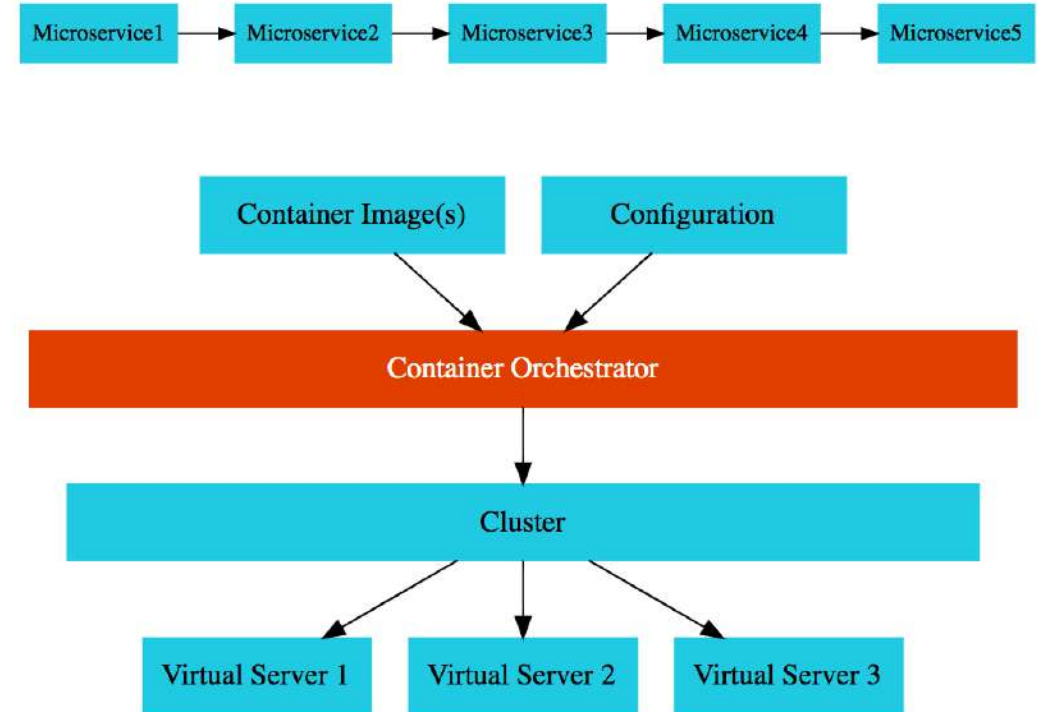 Microservice1
Microservice2
Microservice3
Microservice4
Microservice5
Container Image(s)
Configuration
Container Orchestrator
Cluster
Virtual Server 1
Virtual Server 2
Virtual Server 3